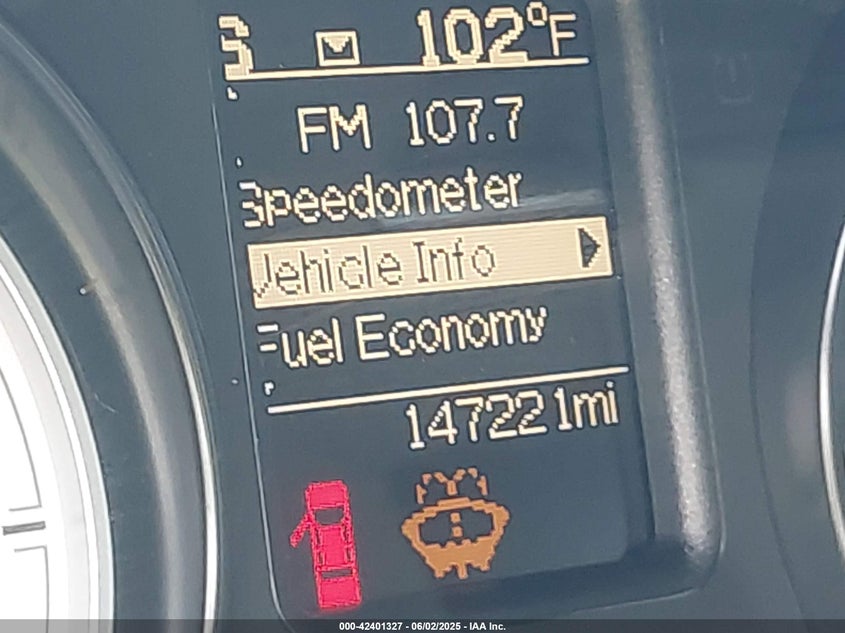 S 102°F
FM 107.7
Speedometer
Vehicle Info
Fuel Economy
147221mi
000-42401327 - 06/02/2025 - IAA Inc.